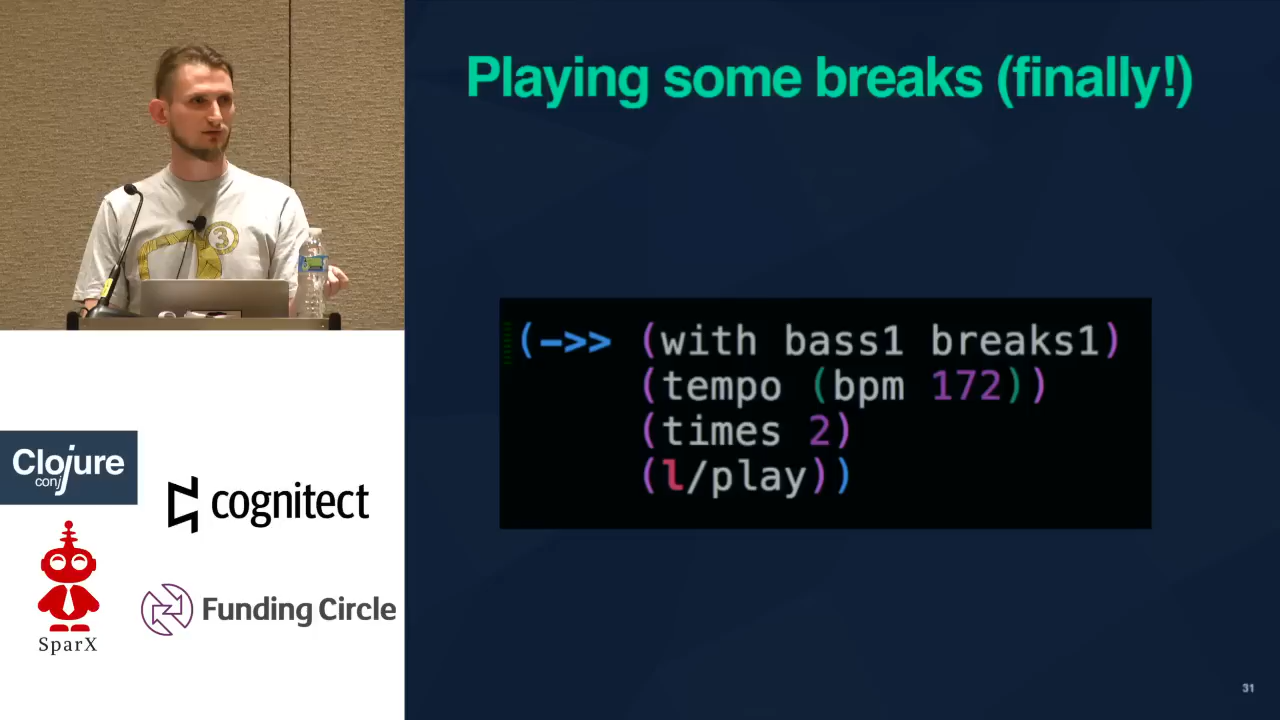 Playing some breaks (finally!)
(->> (with bass1 breaks1)
(tempo (bpm 172))
(times 2)
(l/play))
3
Clojure
conj
cognitect
SparX
Funding Circle
31